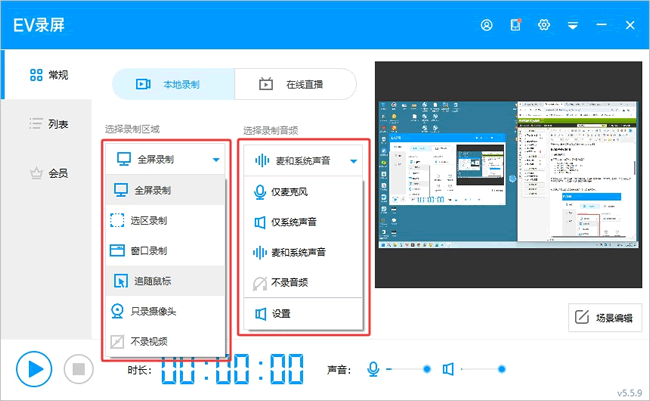 EV录屏
常规
本地录制
在线直播
列表
选择录制区域
选择录制音频
全屏录制
麦和系统声音
会员
全屏录制
仅麦克风
选区录制
仅系统声音
窗口录制
麦和系统声音
追随鼠标
不录音频
只录摄像头
设置
不录视频
场景编辑
时长:
00:00:00
声音:
v5.5.9